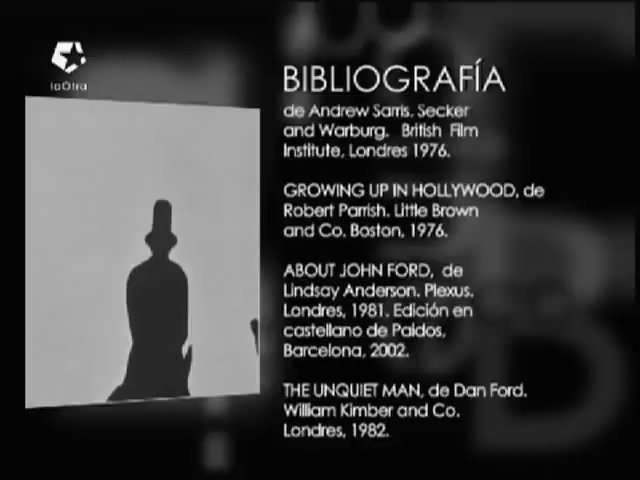 laOtra
BIBLIOGRAFÍA
de Andrew Sarris. Secker
and Warburg. British Film
Institute, Londres 1976.
GROWING UP IN HOLLYWOOD, de
Robert Parrish. Little Brown
and Co. Boston, 1976.
ABOUT JOHN FORD, de
Lindsay Anderson. Plexus.
Londres, 1981. Edición en
castellano de Paidos.
Barcelona, 2002.
THE UNQUIET MAN, de Dan Ford.
William Kimber and Co.
Londres, 1982.